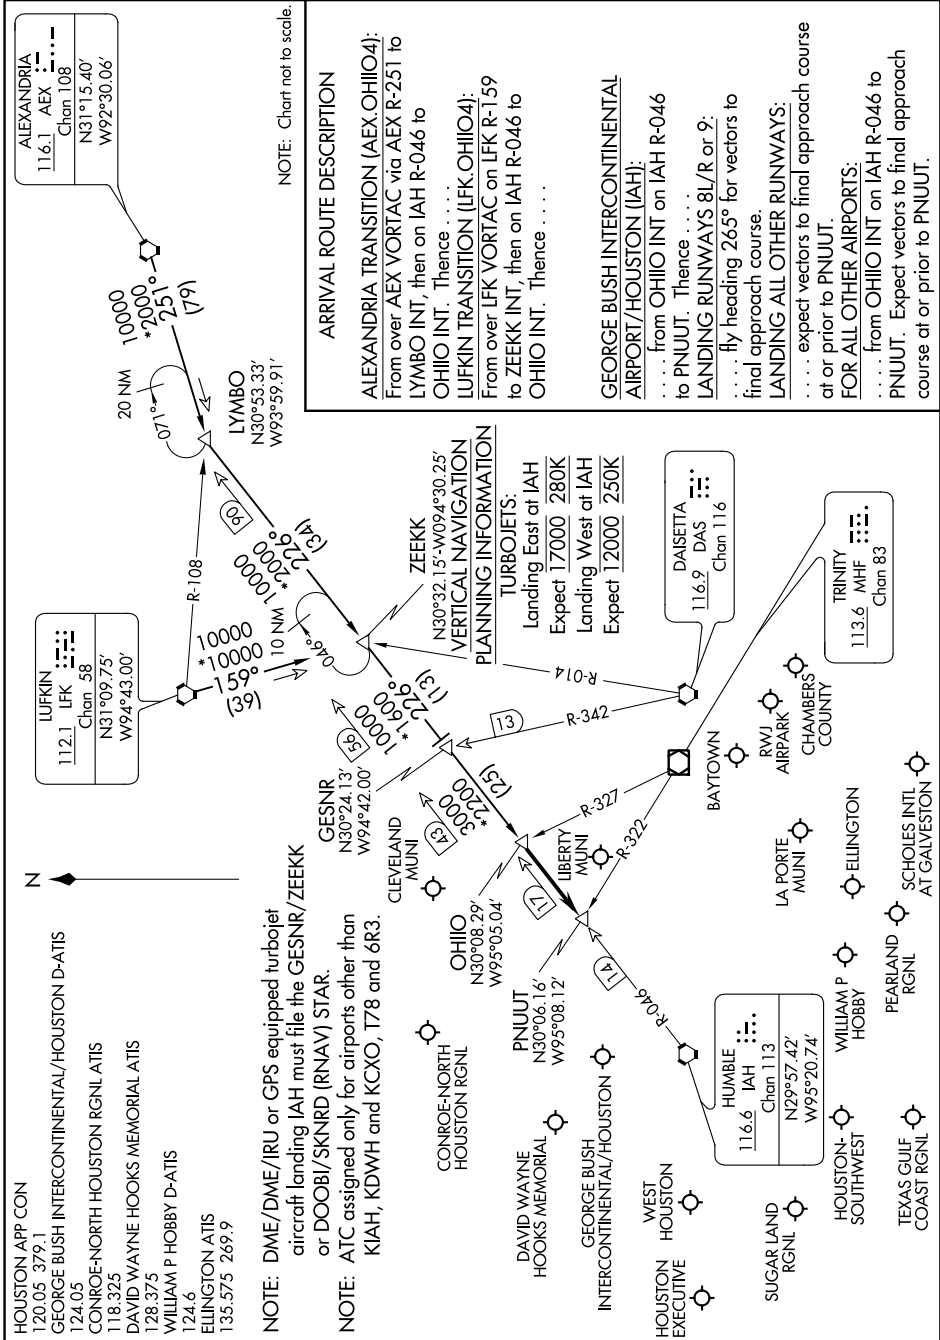 HOUSTON APP CON
120.05 379.1
GEORGE BUSH INTERCONTINENTAL/HOUSTON D-ATIS
124.05
CONROE-NORTH HOUSTON RGNL ATIS
118.325
DAVID WAYNE HOOKS MEMORIAL ATIS
128.375
WILLIAM P HOBBY D-ATIS
124.6
ELLINGTON ATIS
135.575 269.9
N
NOTE: DME/DME/IRU or GPS equipped turbojet
aircraft landing IAH must file the GESNR/ZEEKK
or DOOBI/SKNRD (RNAV) STAR.
NOTE: ATC assigned only for airports other than
KIAH, KDWH and KCXO, T78 and 6R3.
LUFKIN
112.1 LFK
Chan 58
N31°09.75'
W94°43.00'
ALEXANDRIA
116.1 AEX
Chan 108
N31°15.40'
W92°30.06'
NOTE: Chart not to scale.
10000
*2000
251°
(79)
20 NM
071°
LYMBO
N30°53.33'
W93°59.91'
R-108
90
10000
*2000
226°
(34)
10000
*10000
159°
(39)
10 NM
046°
ZEEKK
N30°32.15'-W094°30.25'
VERTICAL NAVIGATION
PLANNING INFORMATION
TURBOJETS:
Landing East at IAH
Expect 17000 280K
Landing West at IAH
Expect 12000 250K
56
10000
*1600
226°
(13)
R-014
GESNR
N30°24.13'
W94°42.00'
13
R-342
DAISETTA
116.9 DAS
Chan 116
43
3000
*2200
(25)
CLEVELAND
MUNI
OHIIO
N30°08.29'
W95°05.04'
R-327
LIBERTY
MUNI
R-322
BAYTOWN
TRINITY
113.6 MHF
Chan 83
RWJ
AIRPARK
CHAMBERS
COUNTY
17
PNUUT
N30°06.16'
W95°08.12'
14
R-046
HUMBLE
116.6 IAH
Chan 113
N29°57.42'
W95°20.74'
CONROE-NORTH
HOUSTON RGNL
DAVID WAYNE
HOOKS MEMORIAL
GEORGE BUSH
INTERCONTINENTAL/HOUSTON
WEST
HOUSTON
HOUSTON
EXECUTIVE
SUGAR LAND
RGNL
HOUSTON-
SOUTHWEST
TEXAS GULF
COAST RGNL
WILLIAM P
HOBBY
PEARLAND
RGNL
LA PORTE
MUNI
ELLINGTON
SCHOLES INTL
AT GALVESTON
ARRIVAL ROUTE DESCRIPTION
ALEXANDRIA TRANSITION (AEX.OHIIO4):
From over AEX VORTAC via AEX R-251 to
LYMBO INT, then on IAH R-046 to
OHIIO INT. Thence . . . .
LUFKIN TRANSITION (LFK.OHIIO4):
From over LFK VORTAC on LFK R-159
to ZEEKK INT, then on IAH R-046 to
OHIIO INT. Thence . . . .
GEORGE BUSH INTERCONTINENTAL
AIRPORT/HOUSTON (IAH):
. . . . from OHIIO INT on IAH R-046
to PNUUT. Thence . . . .
LANDING RUNWAYS 8L/R or 9:
. . . . fly heading 265° for vectors to
final approach course.
LANDING ALL OTHER RUNWAYS:
. . . . expect vectors to final approach course
at or prior to PNUUT.
FOR ALL OTHER AIRPORTS:
. . . . from OHIIO INT on IAH R-046 to
PNUUT. Expect vectors to final approach
course at or prior to PNUUT.